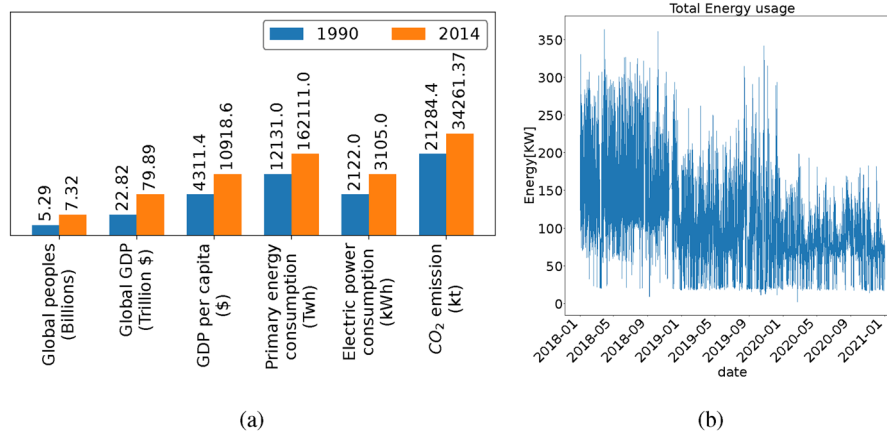 1990 2014
5.29
7.32
22.82
79.89
4311.4
10918.6
12131.0
162111.0
2122.0
3105.0
21284.4
34261.37
Global peoples
(Billions)
Global GDP
(Trillion $)
GDP per capita
($)
Primary energy
consumption
(Twh)
Electric power
consumption
(kWh)
CO2 emission
(kt)
(a)
Total Energy usage
Energy[kW]
350
300
250
200
150
100
50
0
2018-01
2018-05
2018-09
2019-01
2019-05
2019-09
2020-01
2020-05
2020-09
2021-01
date
(b)